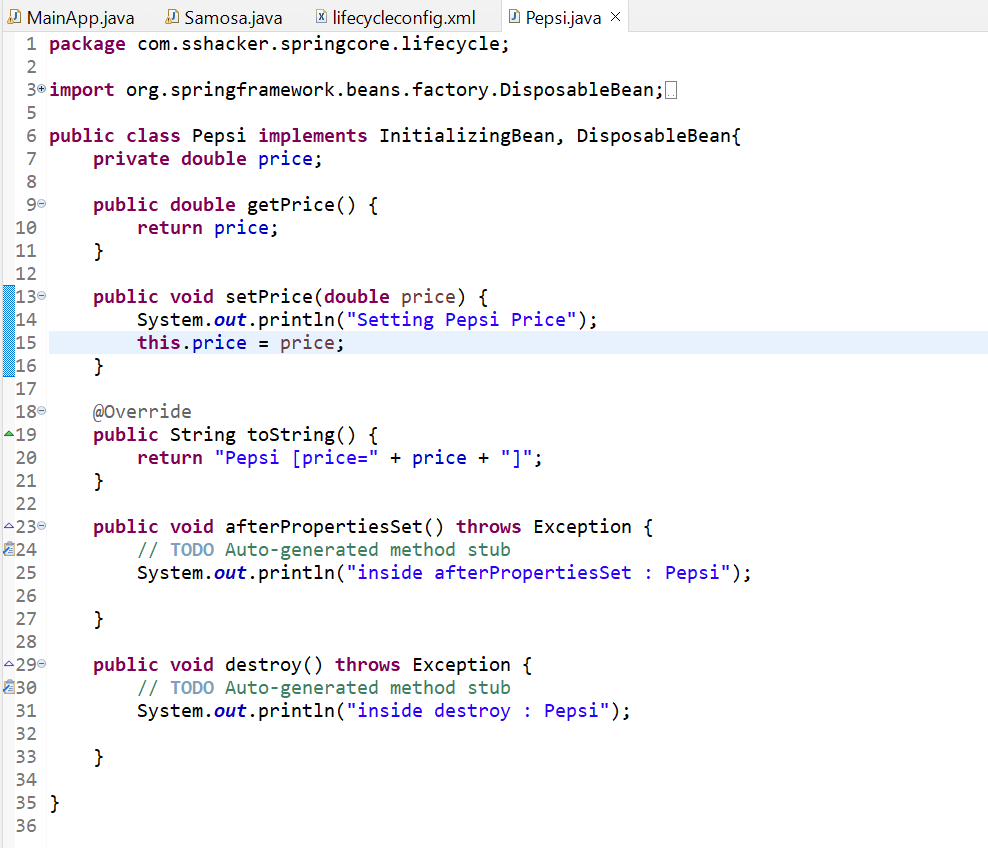 MainApp.java Samosa.java lifecycleconfig.xml Pepsi.java
1 package com.sshacker.springcore.lifecycle;
2
3 import org.springframework.beans.factory.DisposableBean;
5
6 public class Pepsi implements InitializingBean, DisposableBean{
7     private double price;
8
9     public double getPrice() {
10         return price;
11     }
12
13     public void setPrice(double price) {
14         System.out.println("Setting Pepsi Price");
15         this.price = price;
16     }
17
18     @Override
19     public String toString() {
20         return "Pepsi [price=" + price + "]";
21     }
22
23     public void afterPropertiesSet() throws Exception {
24         // TODO Auto-generated method stub
25         System.out.println("inside afterPropertiesSet : Pepsi");
26
27     }
28
29     public void destroy() throws Exception {
30         // TODO Auto-generated method stub
31         System.out.println("inside destroy : Pepsi");
32
33     }
34
35 }
36